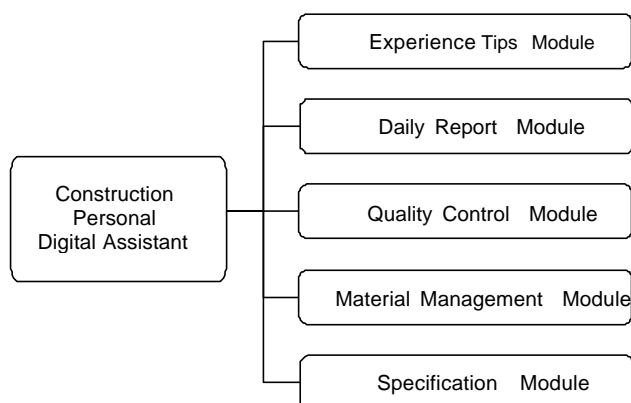 Experience Tips Module
Daily Report Module
Construction
Personal
Digital Assistant
Quality Control Module
Material Management Module
Specification Module